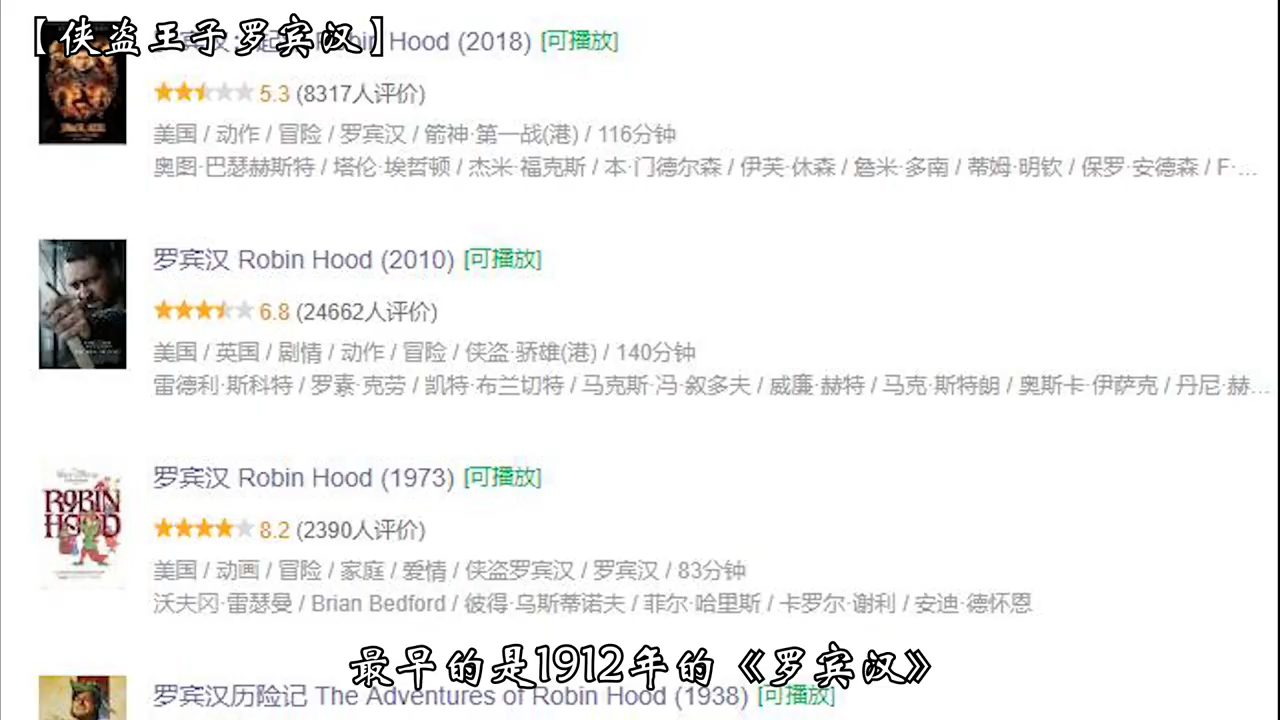 【侠盗王子罗宾汉】
Hood (2018) [可播放]
5.3 (8317人评价)
美国 / 动作 / 冒险 / 罗宾汉 / 箭神·第一战(港) / 116分钟
奥图·巴瑟赫斯特 / 塔伦·埃哲顿 / 杰米·福克斯 / 本·门德尔森 / 伊芙·休森 / 詹米·多南 / 蒂姆·明钦 / 保罗·安德森 / F·...
罗宾汉 Robin Hood (2010) [可播放]
6.8 (24662人评价)
美国 / 英国 / 剧情 / 动作 / 冒险 / 侠盗·骄雄(港) / 140分钟
雷德利·斯科特 / 罗素·克劳 / 凯特·布兰切特 / 马克斯·冯·叙多夫 / 威廉·赫特 / 马克·斯特朗 / 奥斯卡·伊萨克 / 丹尼·赫...
ROBIN
HOOD
罗宾汉 Robin Hood (1973) [可播放]
8.2 (2390人评价)
美国 / 动画 / 冒险 / 家庭 / 爱情 / 侠盗罗宾汉 / 罗宾汉 / 83分钟
沃夫冈·雷瑟曼 / Brian Bedford / 彼得·乌斯蒂诺夫 / 菲尔·哈里斯 / 卡罗尔·谢利 / 安迪·德怀恩
最早的是1912年的《罗宾汉》
罗宾汉历险记 The Adventures of Robin Hood (1938) [可播放]